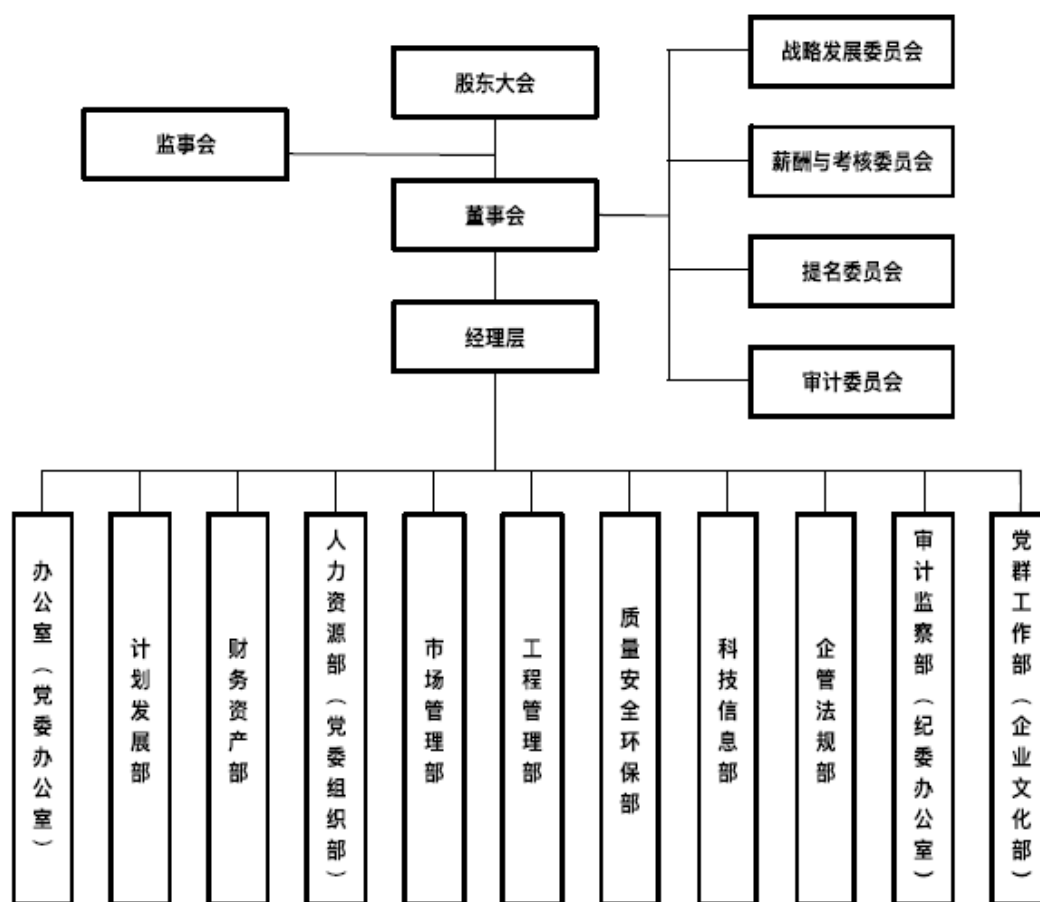 战略发展委员会
股东大会
监事会
薪酬与考核委员会
董事会
提名委员会
经理层
审计委员会
办公室（党委办公室）
计划发展部
财务资产部
人力资源部（党委组织部）
市场管理部
工程管理部
质量安全环保部
科技信息部
企管法规部
审计监察部（纪委办公室）
党群工作部（企业文化部）